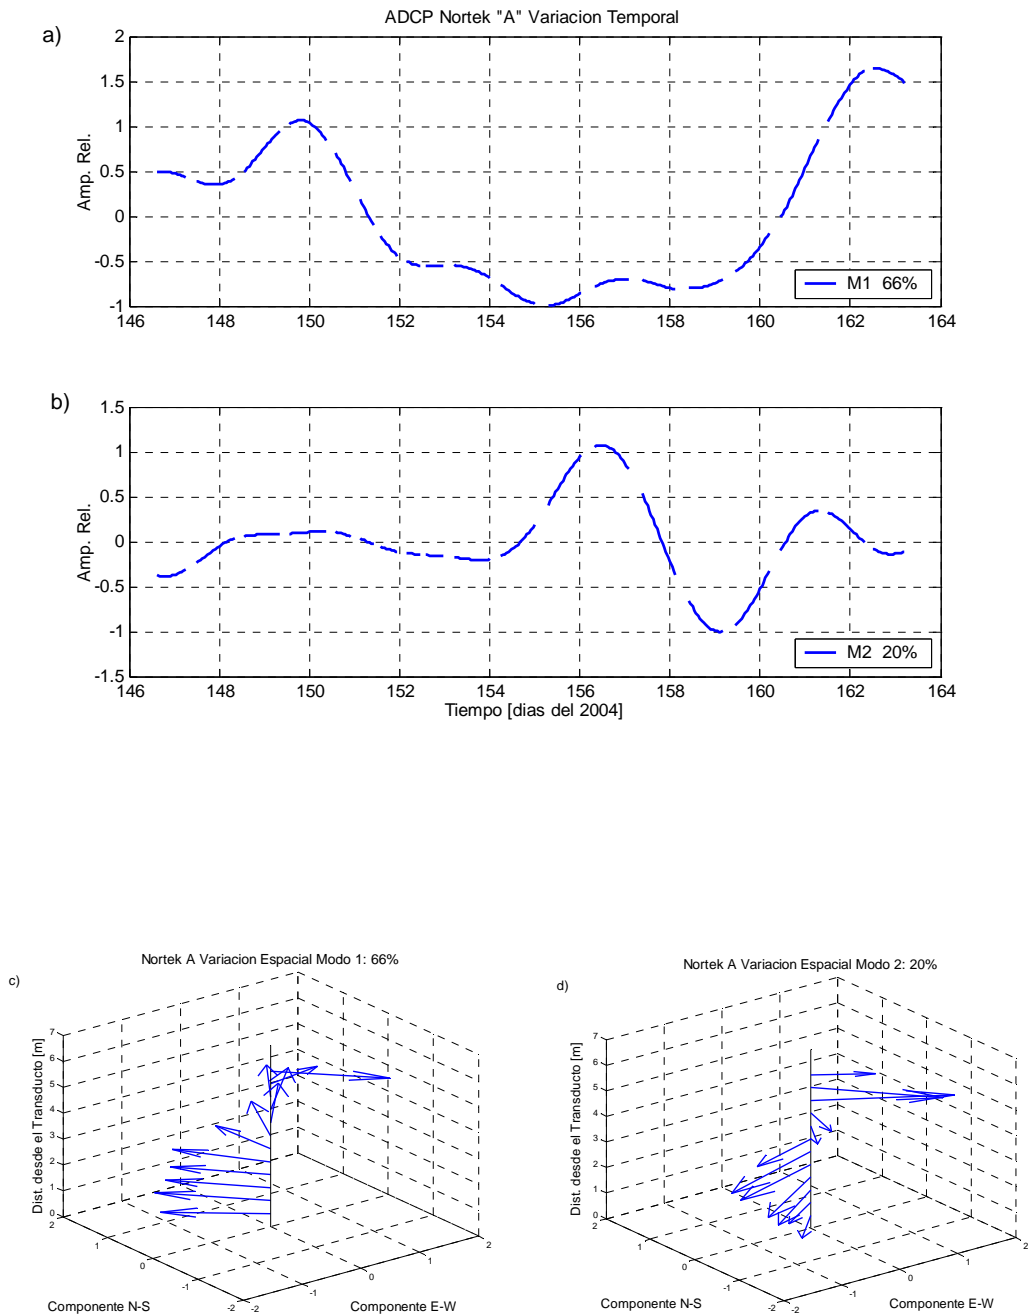 ADCP Nortek "A" Variacion Temporal
a)
2
1.5
1
0.5
0
-0.5
-1
Amp. Rel.
M1 66%
146 148 150 152 154 156 158 160 162 164
b)
1.5
1
0.5
0
-0.5
-1
-1.5
Amp. Rel.
M2 20%
146 148 150 152 154 156 158 160 162 164
Tiempo [dias del 2004]
Nortek A Variacion Espacial Modo 1: 66%
c)
7
6
5
4
3
2
1
0
Dist. desde el Transducto [m]
2
1
0
-1
-2
Componente N-S
-2
-1
0
1
2
Componente E-W
Nortek A Variacion Espacial Modo 2: 20%
d)
7
6
5
4
3
2
1
0
Dist. desde el Transducto [m]
2
1
0
-1
-2
Componente N-S
-2
-1
0
1
2
Componente E-W